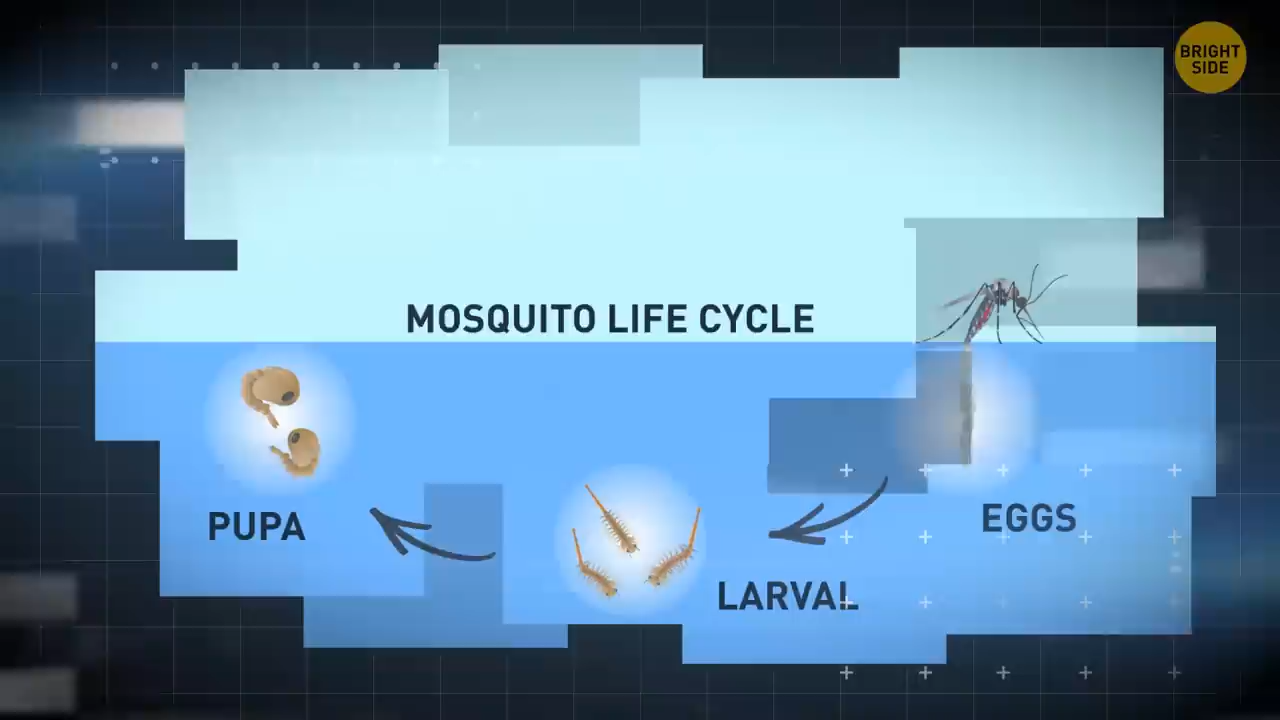 BRIGHT
SIDE
MOSQUITO LIFE CYCLE
PUPA
EGGS
LARVAL